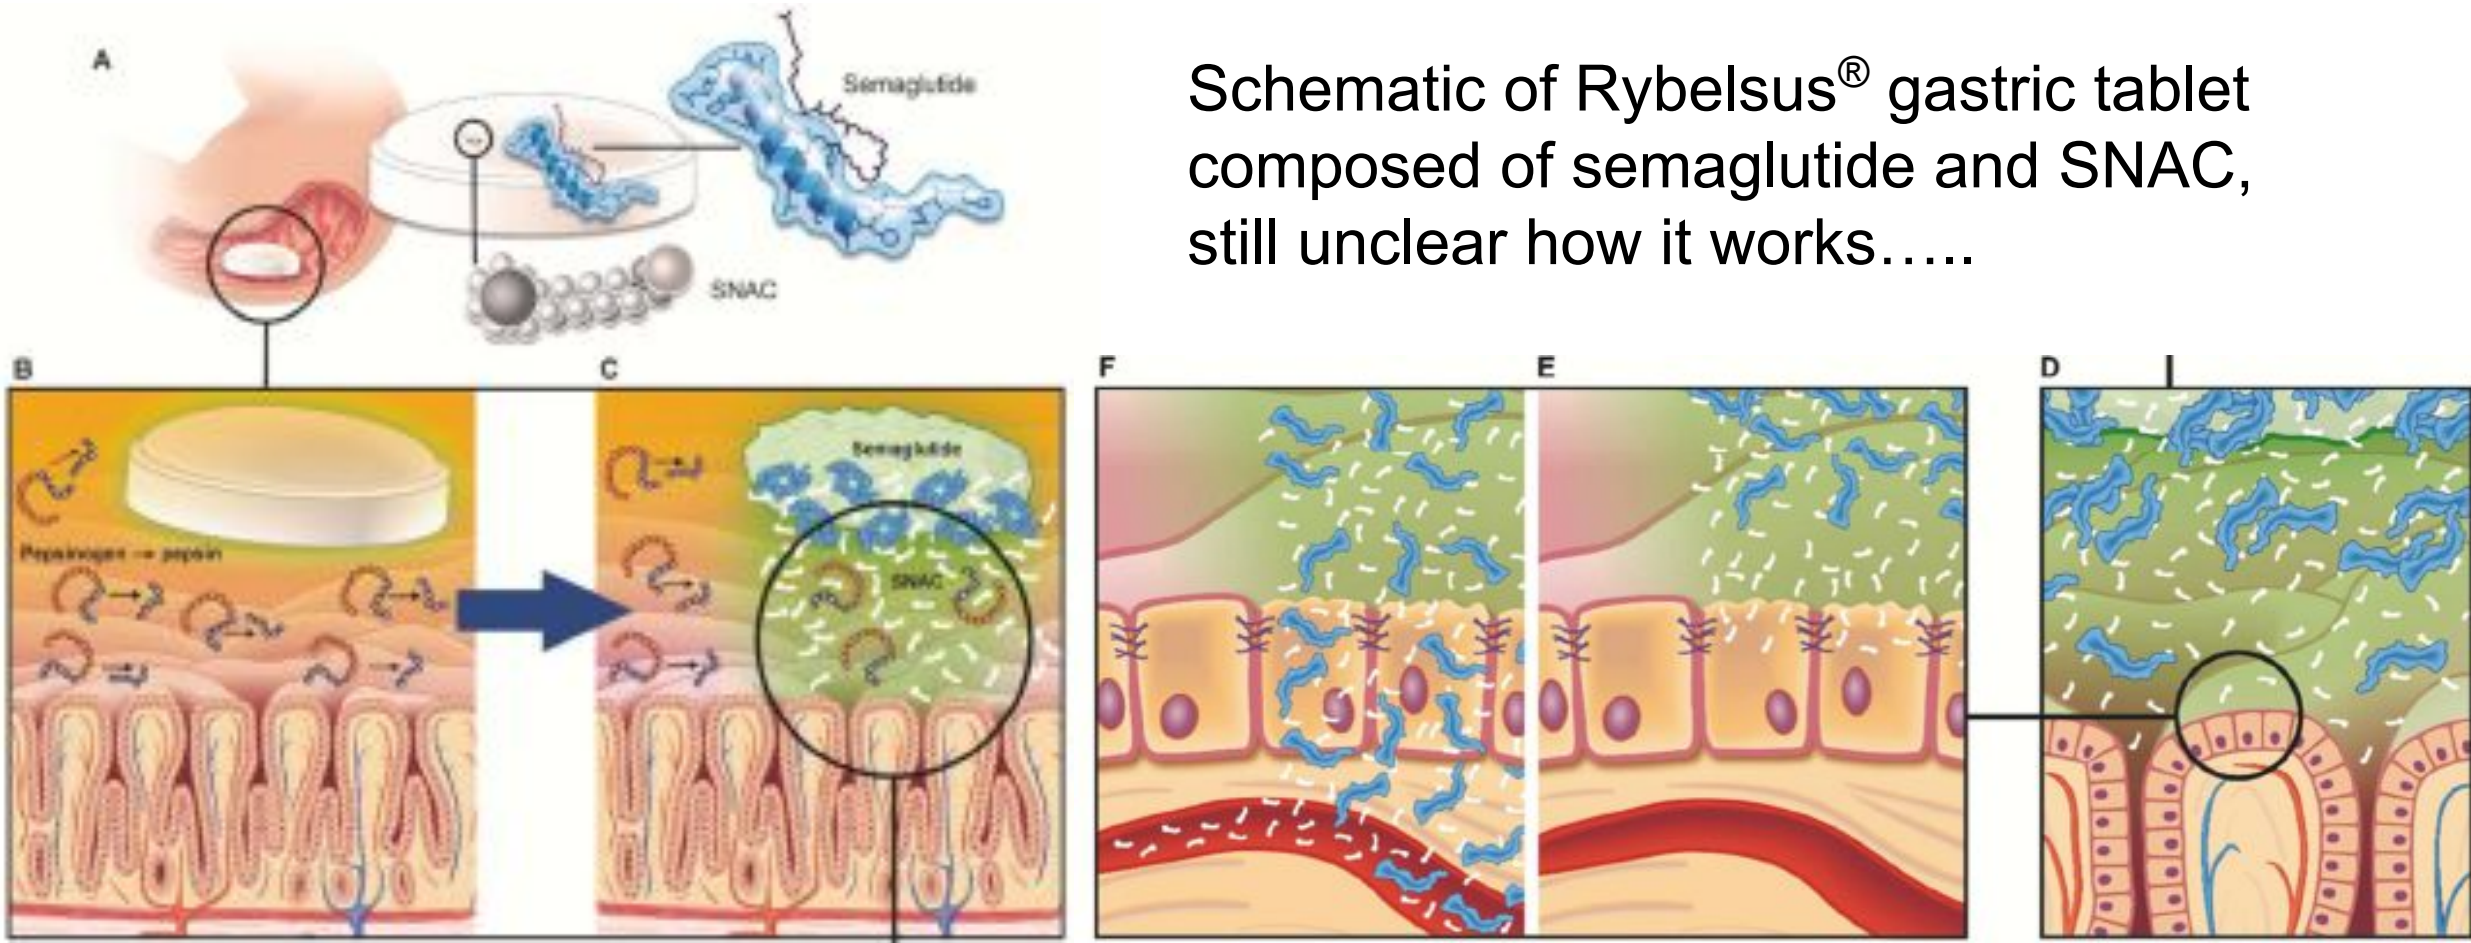 A
Semaglutide
SNAC
Schematic of Rybelsus® gastric tablet
composed of semaglutide and SNAC,
still unclear how it works…..
B
Pepsinogen → pepsin
C
Semaglutide
SNAC
F
E
D